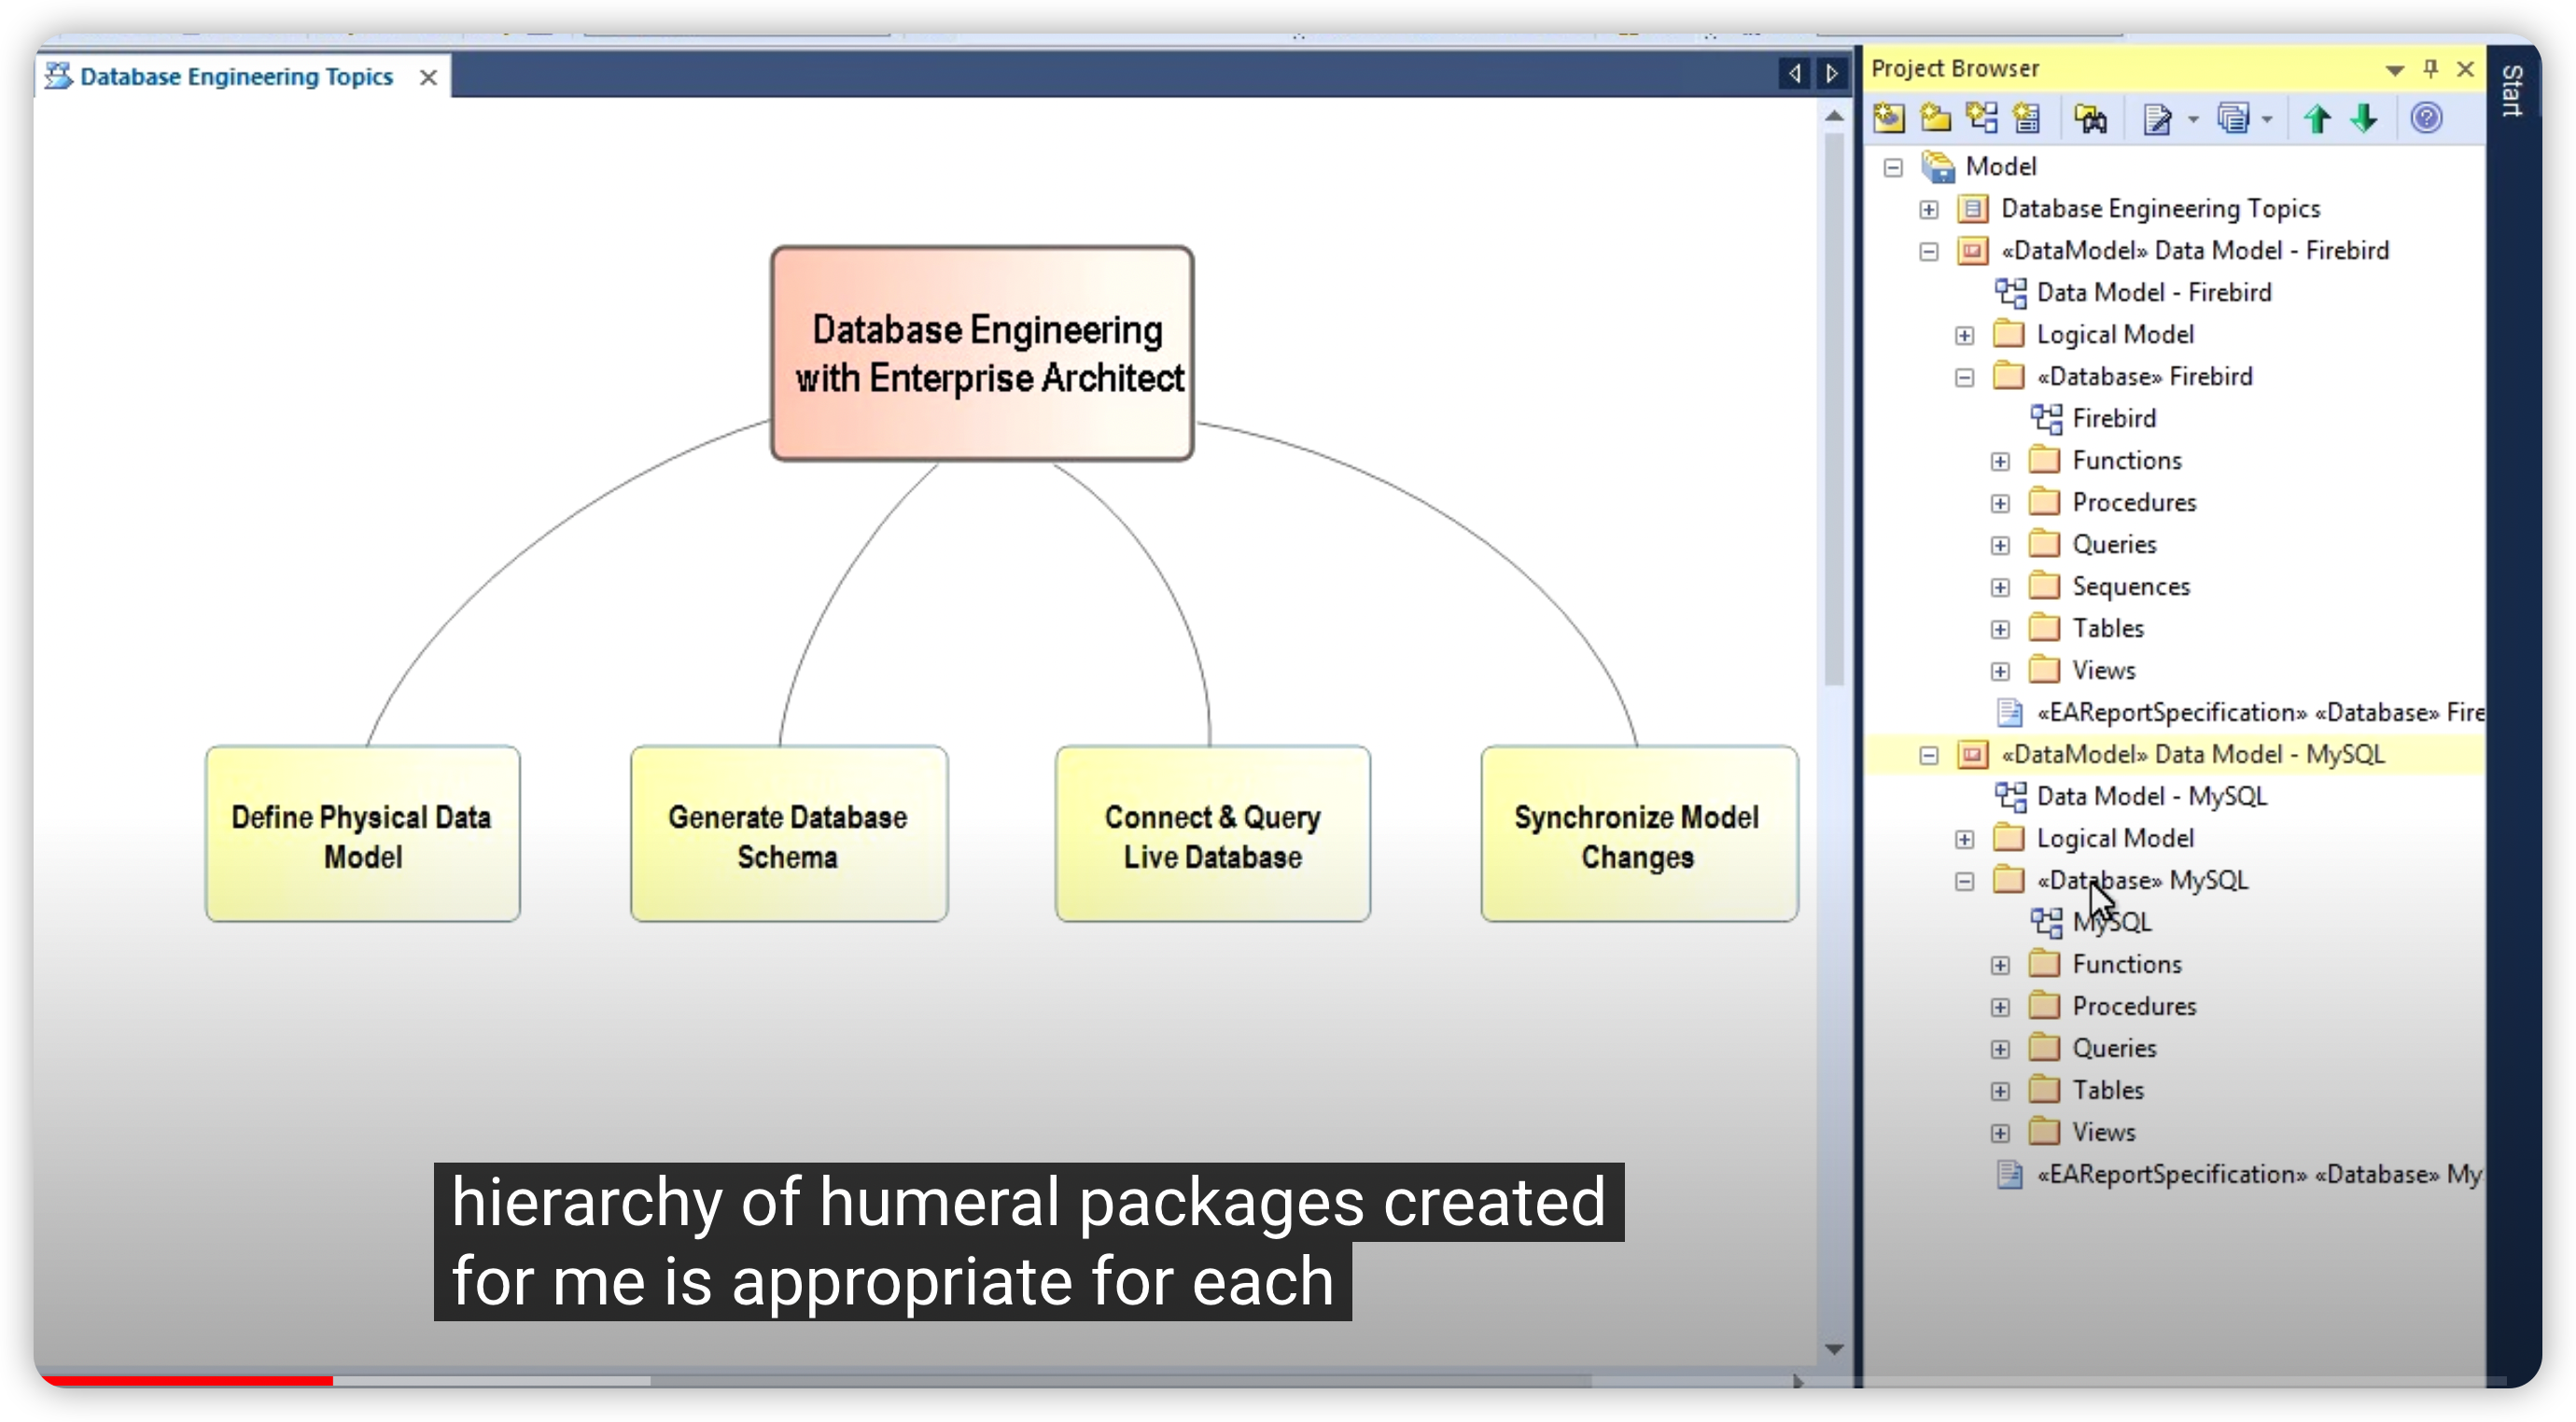 Database Engineering Topics
Database Engineering
with Enterprise Architect
Define Physical Data
Model
Generate Database
Schema
Connect & Query
Live Database
Synchronize Model
Changes
Project Browser
Start
Model
Database Engineering Topics
«DataModel» Data Model - Firebird
Data Model - Firebird
Logical Model
«Database» Firebird
Firebird
Functions
Procedures
Queries
Sequences
Tables
Views
«EAReportSpecification» «Database» Fire
«DataModel» Data Model - MySQL
Data Model - MySQL
Logical Model
«Database» MySQL
MySQL
Functions
Procedures
Queries
Tables
Views
«EAReportSpecification» «Database» My
hierarchy of humeral packages created
for me is appropriate for each